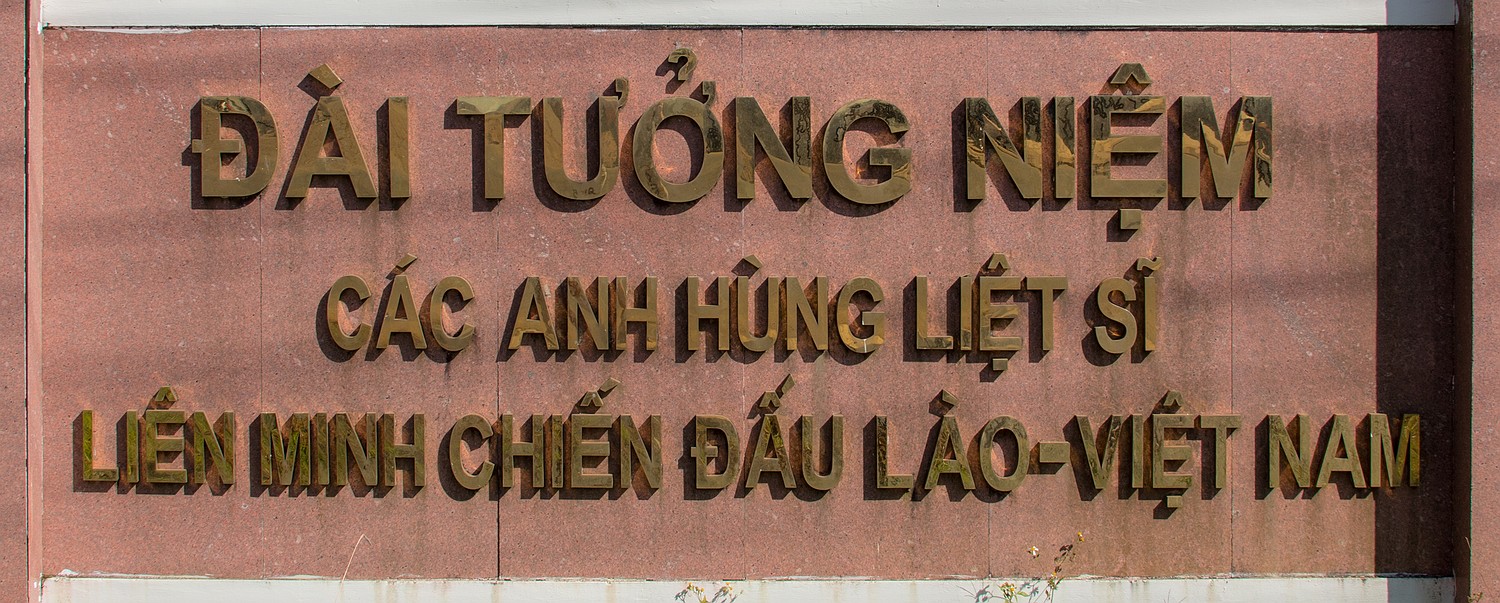 ĐÀI TƯỞNG NIỆM
CÁC ANH HÙNG LIỆT SĨ
LIÊN MINH CHIẾN ĐẤU LÀO-VIỆT NAM